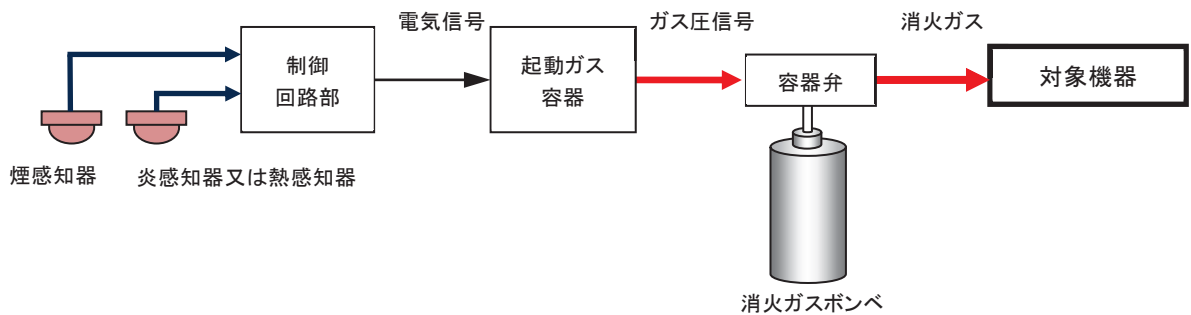 電気信号
ガス圧信号
消火ガス
制御
回路部
起動ガス
容器
容器弁
対象機器
煙感知器
炎感知器又は熱感知器
消火ガスボンベ